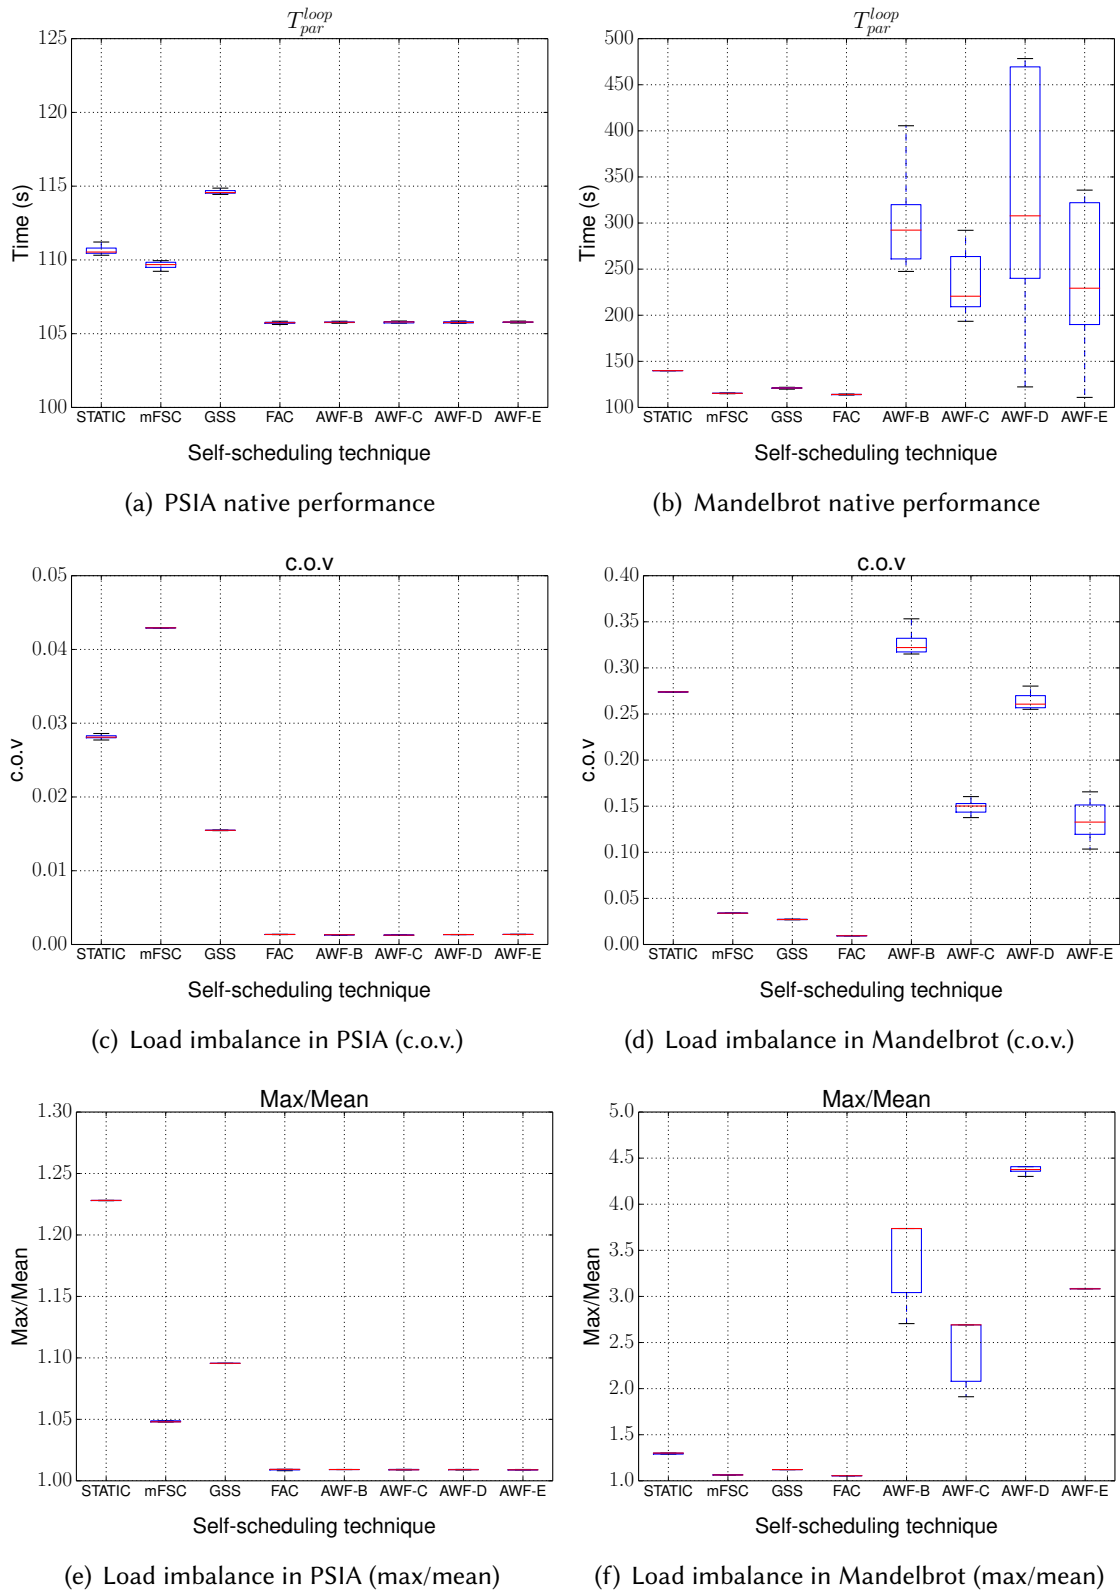 T_{par}^{loop}
125
120
115
110
105
100
Time (s)
STATIC mFSC GSS FAC AWF-B AWF-C AWF-D AWF-E
Self-scheduling technique
(a) PSIA native performance
T_{par}^{loop}
500
450
400
350
300
250
200
150
100
Time (s)
STATIC mFSC GSS FAC AWF-B AWF-C AWF-D AWF-E
Self-scheduling technique
(b) Mandelbrot native performance
c.o.v
0.05
0.04
0.03
0.02
0.01
0.00
c.o.v
STATIC mFSC GSS FAC AWF-B AWF-C AWF-D AWF-E
Self-scheduling technique
(c) Load imbalance in PSIA (c.o.v.)
c.o.v
0.40
0.35
0.30
0.25
0.20
0.15
0.10
0.05
0.00
c.o.v
STATIC mFSC GSS FAC AWF-B AWF-C AWF-D AWF-E
Self-scheduling technique
(d) Load imbalance in Mandelbrot (c.o.v.)
Max/Mean
1.30
1.25
1.20
1.15
1.10
1.05
1.00
Max/Mean
STATIC mFSC GSS FAC AWF-B AWF-C AWF-D AWF-E
Self-scheduling technique
(e) Load imbalance in PSIA (max/mean)
Max/Mean
5.0
4.5
4.0
3.5
3.0
2.5
2.0
1.5
1.0
Max/Mean
STATIC mFSC GSS FAC AWF-B AWF-C AWF-D AWF-E
Self-scheduling technique
(f) Load imbalance in Mandelbrot (max/mean)